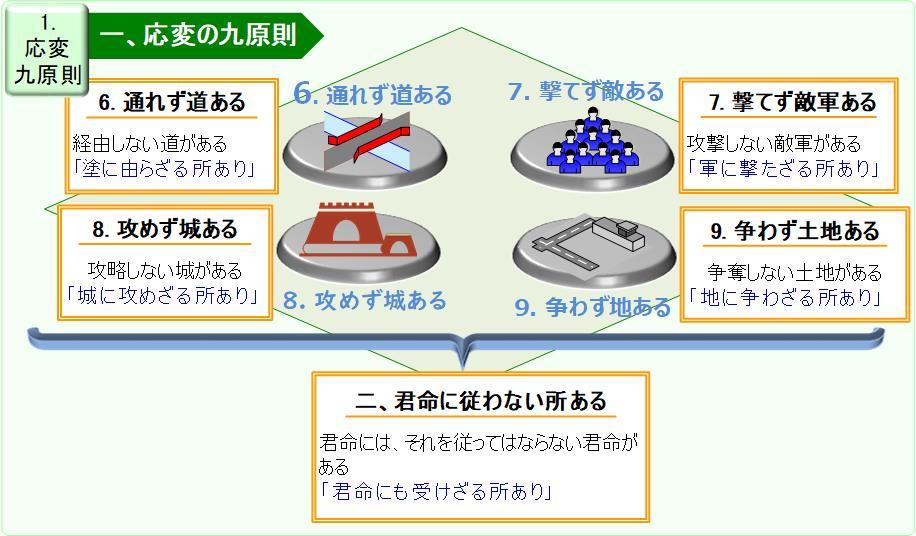 1.
応変
九原則
一、応変の九原則
6. 通れず道ある
経由しない道がある
「塗に由らざる所あり」
6. 通れず道ある
7. 撃てず敵ある
7. 撃てず敵軍ある
攻撃しない敵軍がある
「軍に撃たざる所あり」
8. 攻めず城ある
攻略しない城がある
「城に攻めざる所あり」
8. 攻めず城ある
9. 争わず地ある
9. 争わず土地ある
争奪しない土地がある
「地に争わざる所あり」
二、君命に従わない所ある
君命には、それを従ってはならない君命が
ある
「君命にも受けざる所あり」